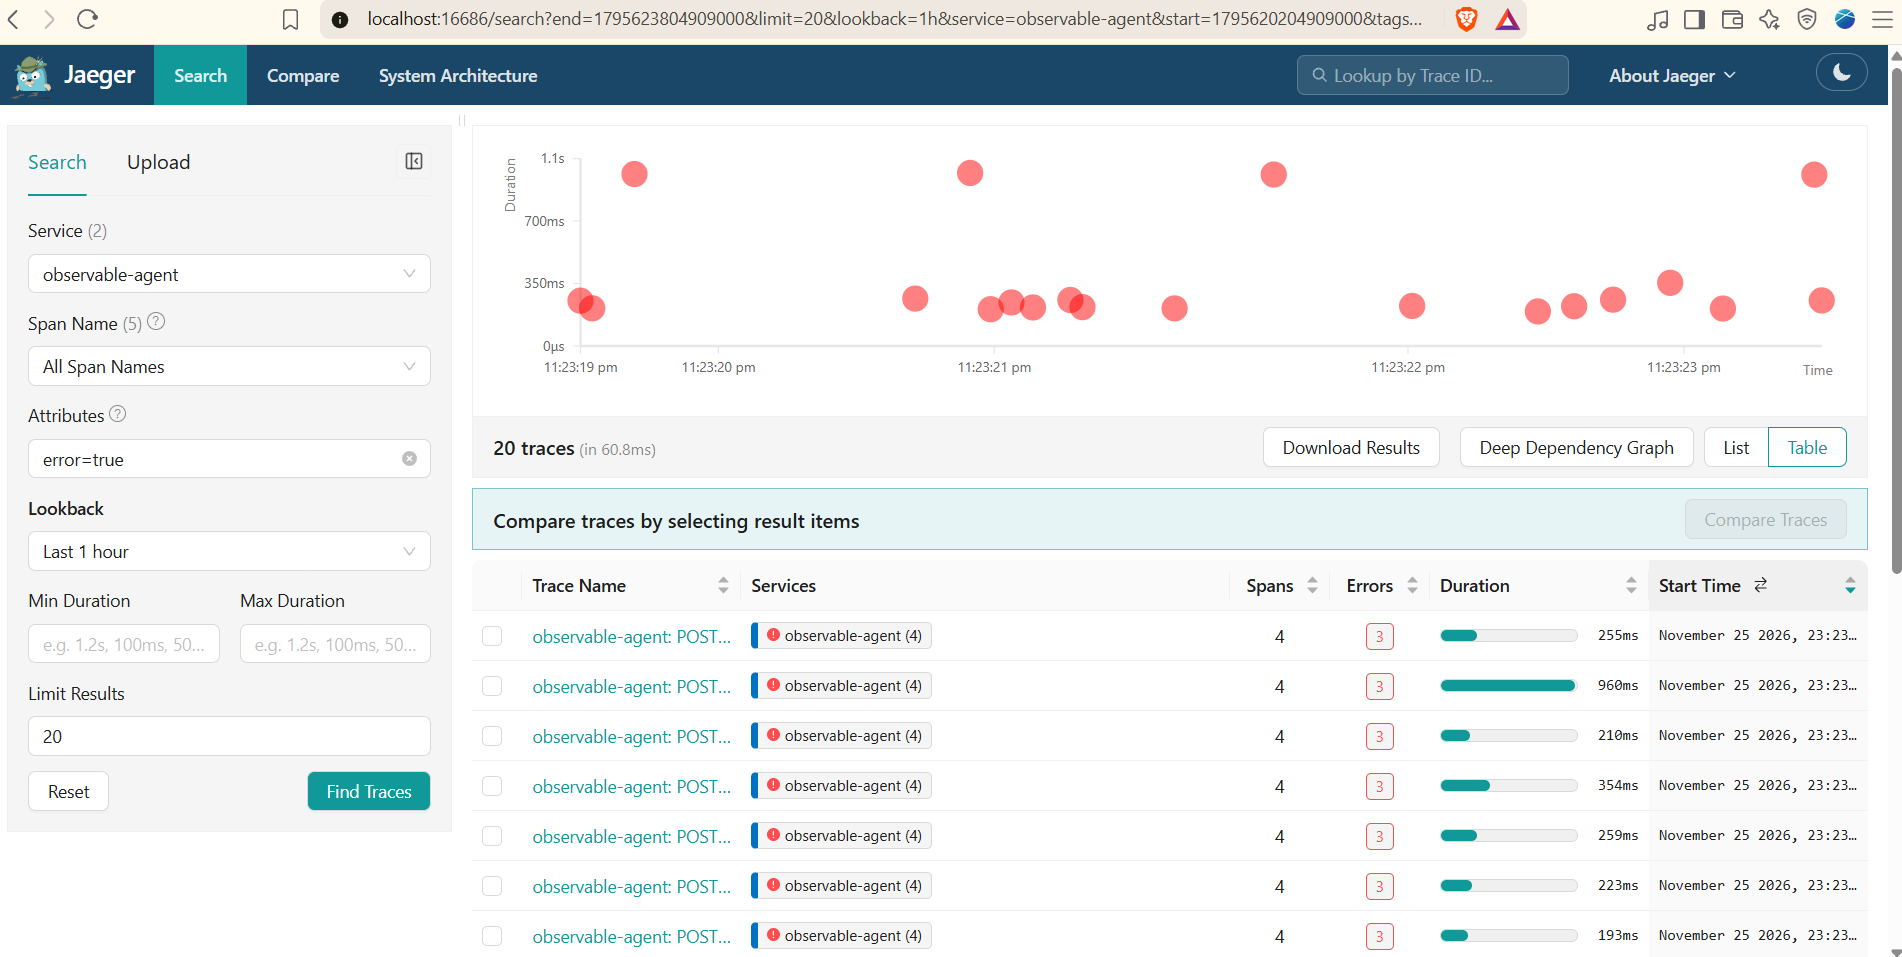 localhost:16686/search?end=1795623804909000&limit=20&lookback=1h&service=observable-agent&start=1795620204909000&tags...
Jaeger
Search
Compare
System Architecture
Lookup by Trace ID...
About Jaeger
Search
Upload
Service (2)
observable-agent
Span Name (5)
All Span Names
Attributes
error=true
Lookback
Last 1 hour
Min Duration
Max Duration
e.g. 1.2s, 100ms, 50...
e.g. 1.2s, 100ms, 50...
Limit Results
20
Reset
Find Traces
Duration
1.1s
700ms
350ms
0µs
11:23:19 pm
11:23:20 pm
11:23:21 pm
11:23:22 pm
11:23:23 pm
Time
20 traces (in 60.8ms)
Download Results
Deep Dependency Graph
List
Table
Compare traces by selecting result items
Compare Traces
Trace Name Services Spans Errors Duration Start Time
observable-agent: POST... observable-agent (4) 4 3 255ms November 25 2026, 23:23...
observable-agent: POST... observable-agent (4) 4 3 960ms November 25 2026, 23:23...
observable-agent: POST... observable-agent (4) 4 3 210ms November 25 2026, 23:23...
observable-agent: POST... observable-agent (4) 4 3 354ms November 25 2026, 23:23...
observable-agent: POST... observable-agent (4) 4 3 259ms November 25 2026, 23:23...
observable-agent: POST... observable-agent (4) 4 3 223ms November 25 2026, 23:23...
observable-agent: POST... observable-agent (4) 4 3 193ms November 25 2026, 23:23...